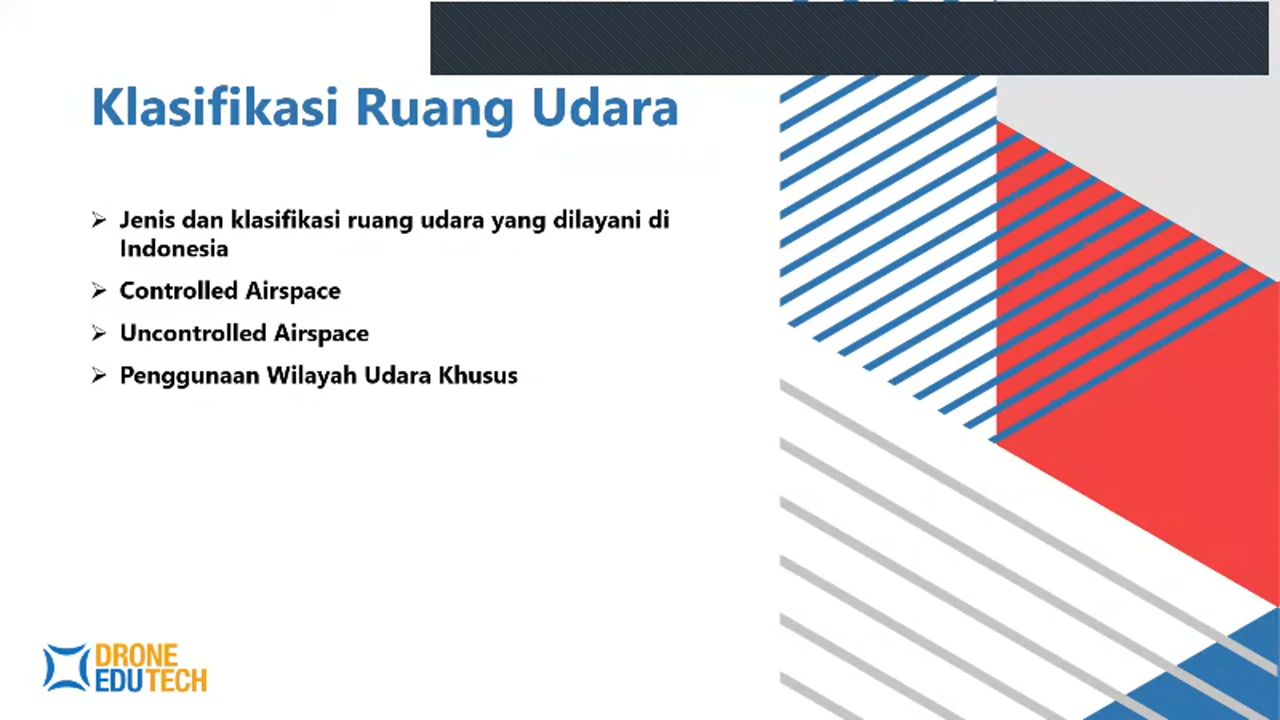 Klasifikasi Ruang Udara
➢ Jenis dan klasifikasi ruang udara yang dilayani di
Indonesia
➢ Controlled Airspace
➢ Uncontrolled Airspace
➢ Penggunaan Wilayah Udara Khusus
DRONE
EDUTECH